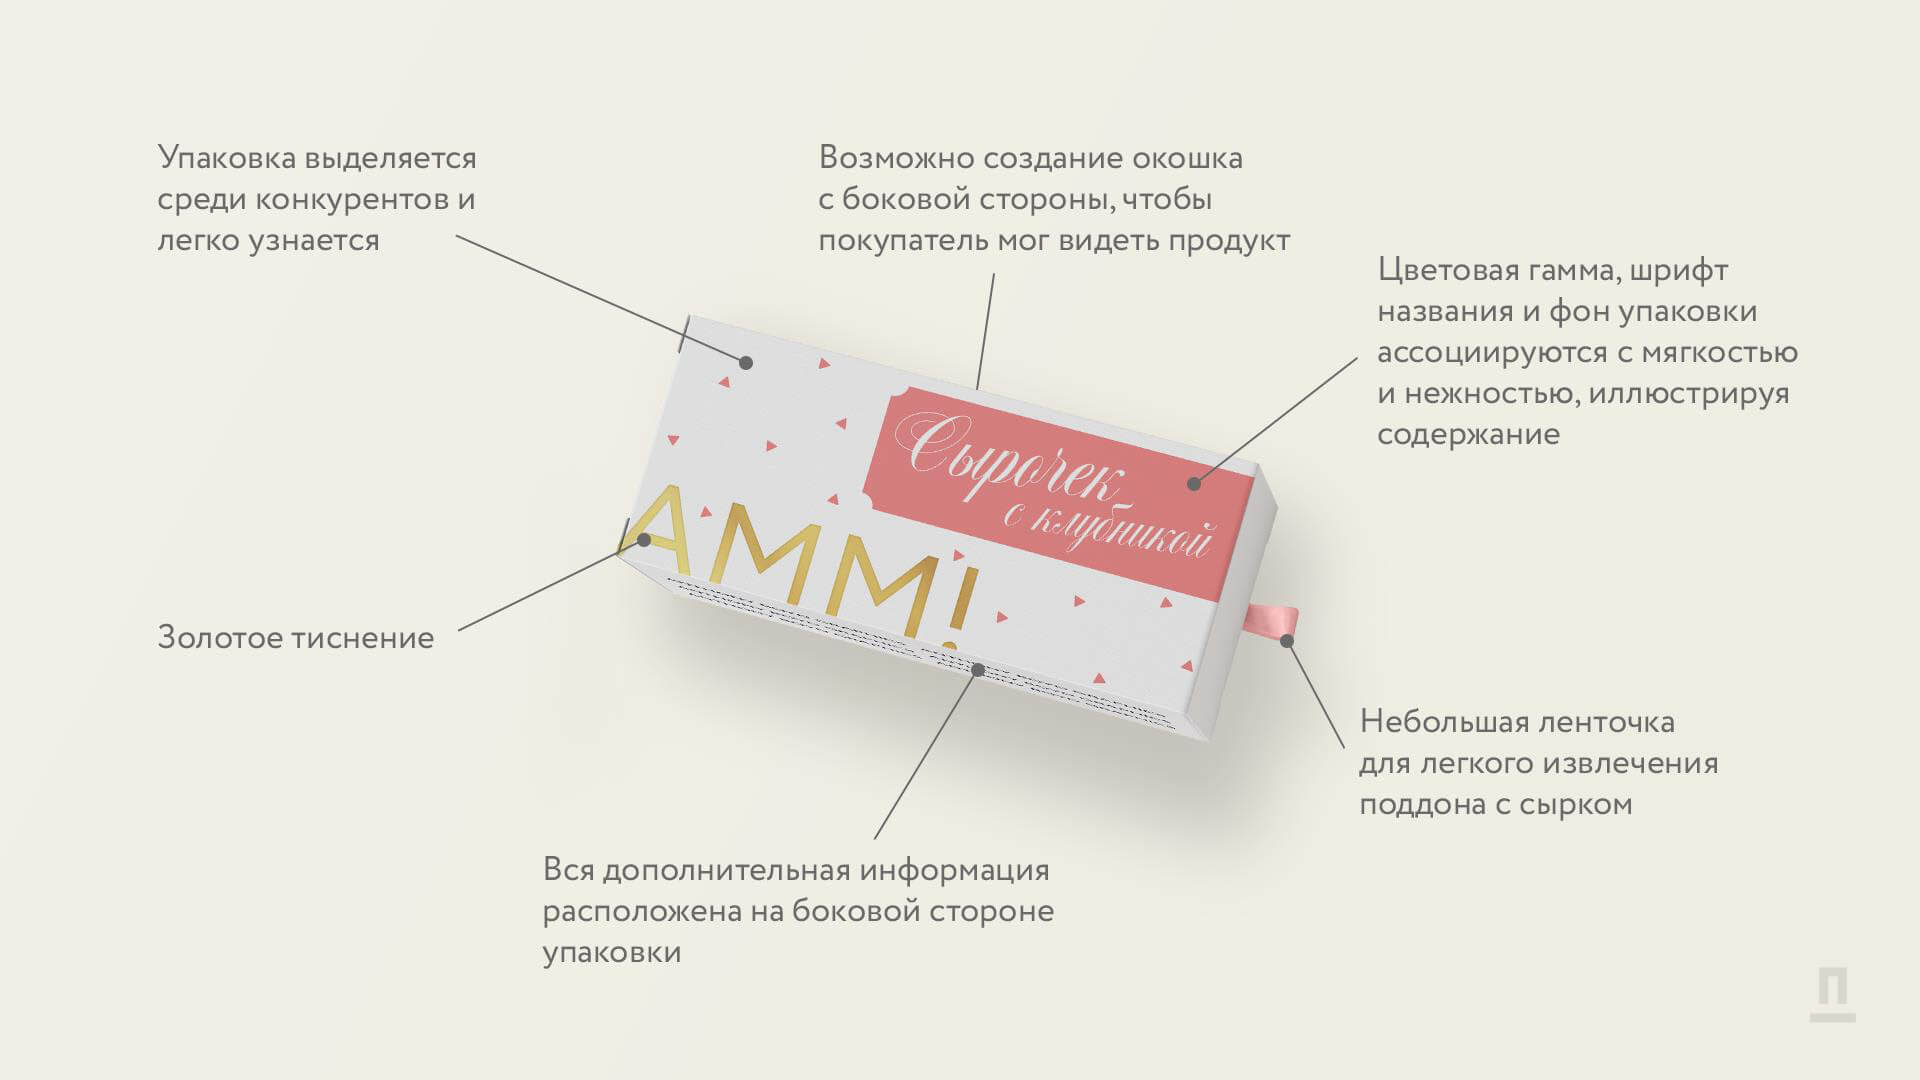 Упаковка выделяется
среди конкурентов и
легко узнается
Возможно создание окошка
с боковой стороны, чтобы
покупатель мог видеть продукт
Цветовая гамма, шрифт
названия и фон упаковки
ассоциируются с мягкостью
и нежностью, иллюстрируя
содержание
Сырочек
с клубникой
АММ!
Золотое тиснение
Небольшая ленточка
для легкого извлечения
поддона с сырком
Вся дополнительная информация
расположена на боковой стороне
упаковки
П